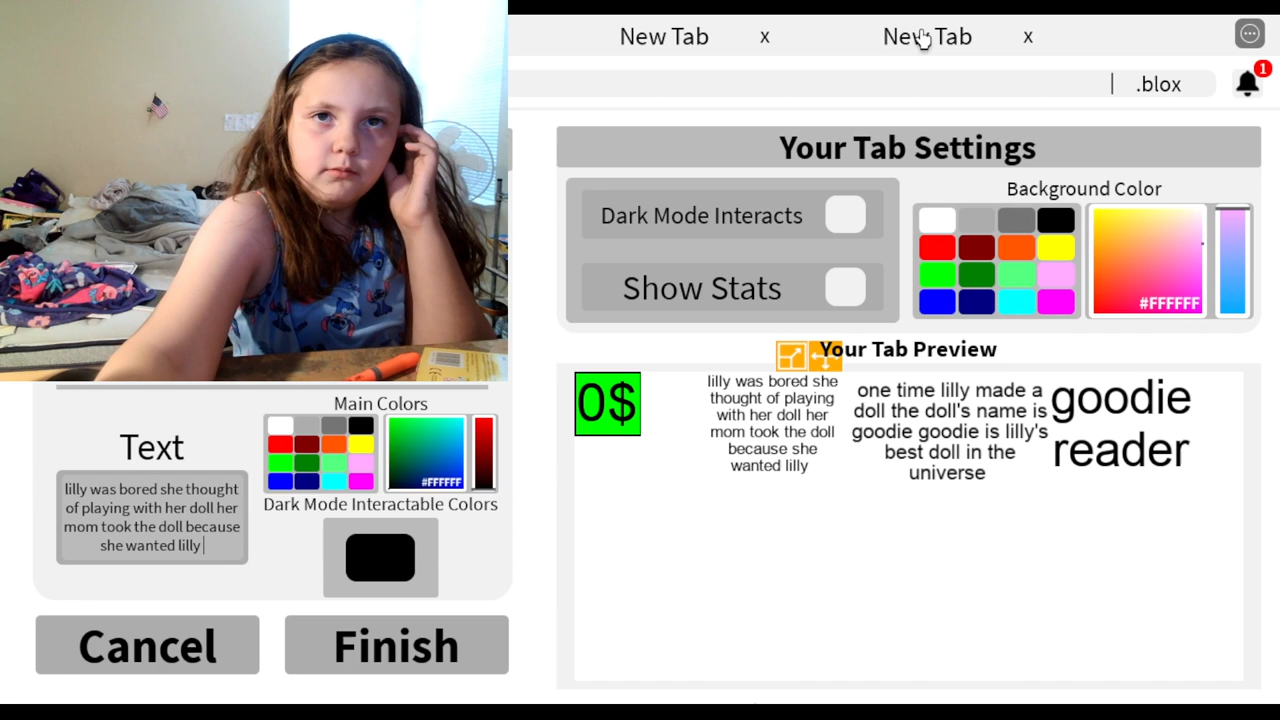 New Tab x New Tab x
.blox
1
Your Tab Settings
Dark Mode Interacts
Show Stats
Background Color
#FFFFFF
Your Tab Preview
0$
lilly was bored she
thought of playing
with her doll her
mom took the doll
because she
wanted lilly
one time lilly made a
doll the doll's name is
goodie goodie is lilly's
best doll in the
universe
goodie
reader
Main Colors
#FFFFFF
Text
lilly was bored she thought
of playing with her doll her
mom took the doll because
she wanted lilly
Dark Mode Interactable Colors
Cancel
Finish